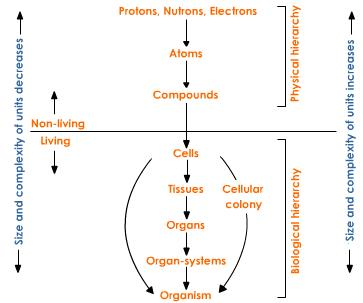 Protons, Nutrons, Electrons
Atoms
Compounds
Physical hierarchy
Non-living
Living
Cells
Tissues
Cellular
colony
Organs
Organ-systems
Organism
Biological hierarchy
Size and complexity of units decreases
Size and complexity of units increases